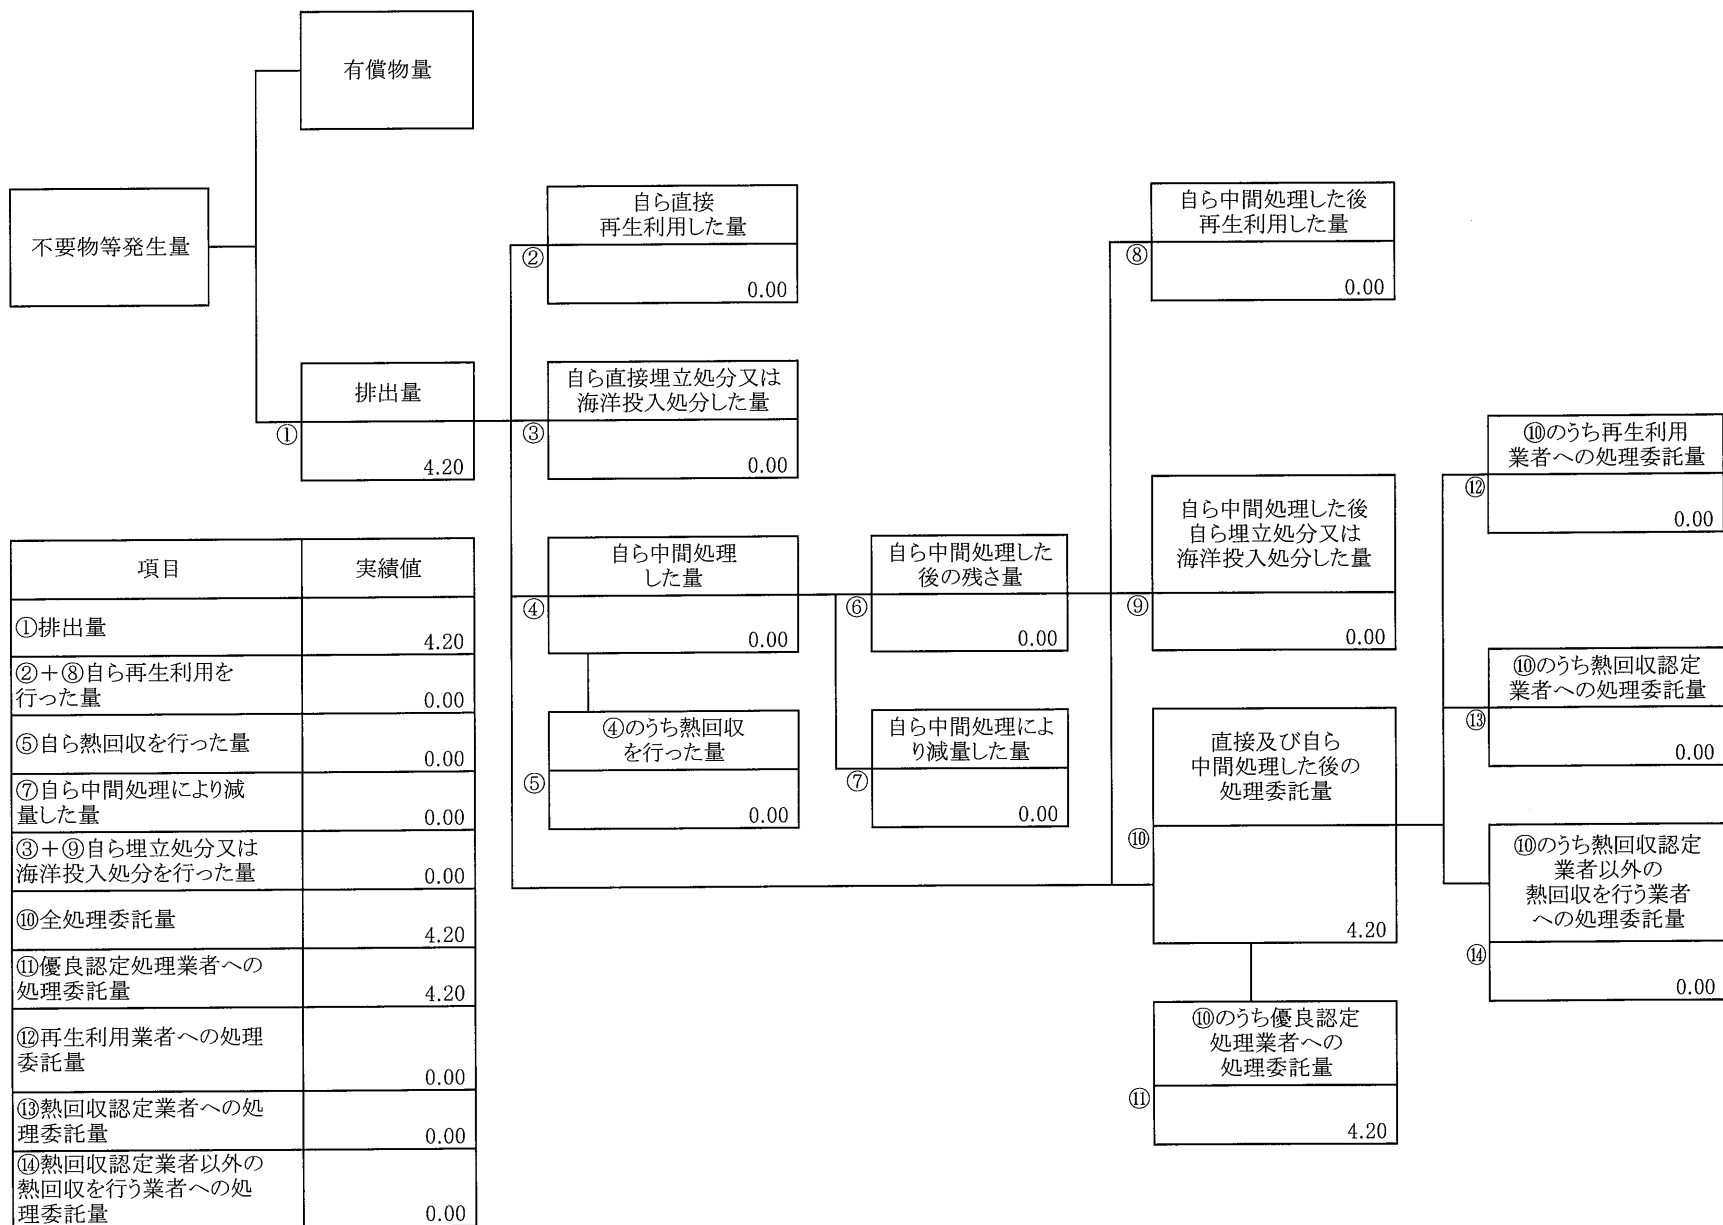 有償物量
不要物等発生量
排出量
①
4.20
自ら直接
再生利用した量
②
0.00
自ら直接埋立処分又は
海洋投入処分した量
③
0.00
自ら中間処理
した量
④
0.00
④のうち熱回収
を行った量
⑤
0.00
自ら中間処理した
後の残さ量
⑥
0.00
自ら中間処理によ
り減量した量
⑦
0.00
自ら中間処理した後
再生利用した量
⑧
0.00
自ら中間処理した後
自ら埋立処分又は
海洋投入処分した量
⑨
0.00
直接及び自ら
中間処理した後の
処理委託量
⑩
4.20
⑩のうち優良認定
処理業者への
処理委託量
⑪
4.20
⑩のうち再生利用
業者への処理委託量
⑫
0.00
⑩のうち熱回収認定
業者への処理委託量
⑬
0.00
⑩のうち熱回収認定
業者以外の
熱回収を行う業者
への処理委託量
⑭
0.00
項目 実績値
①排出量 4.20
②+⑧自ら再生利用を
行った量 0.00
⑤自ら熱回収を行った量 0.00
⑦自ら中間処理により減
量した量 0.00
③+⑨自ら埋立処分又は
海洋投入処分を行った量 0.00
⑩全処理委託量 4.20
⑪優良認定処理業者への
処理委託量 4.20
⑫再生利用業者への処理
委託量 0.00
⑬熱回収認定業者への処
理委託量 0.00
⑭熱回収認定業者以外の
熱回収を行う業者への処
理委託量 0.00